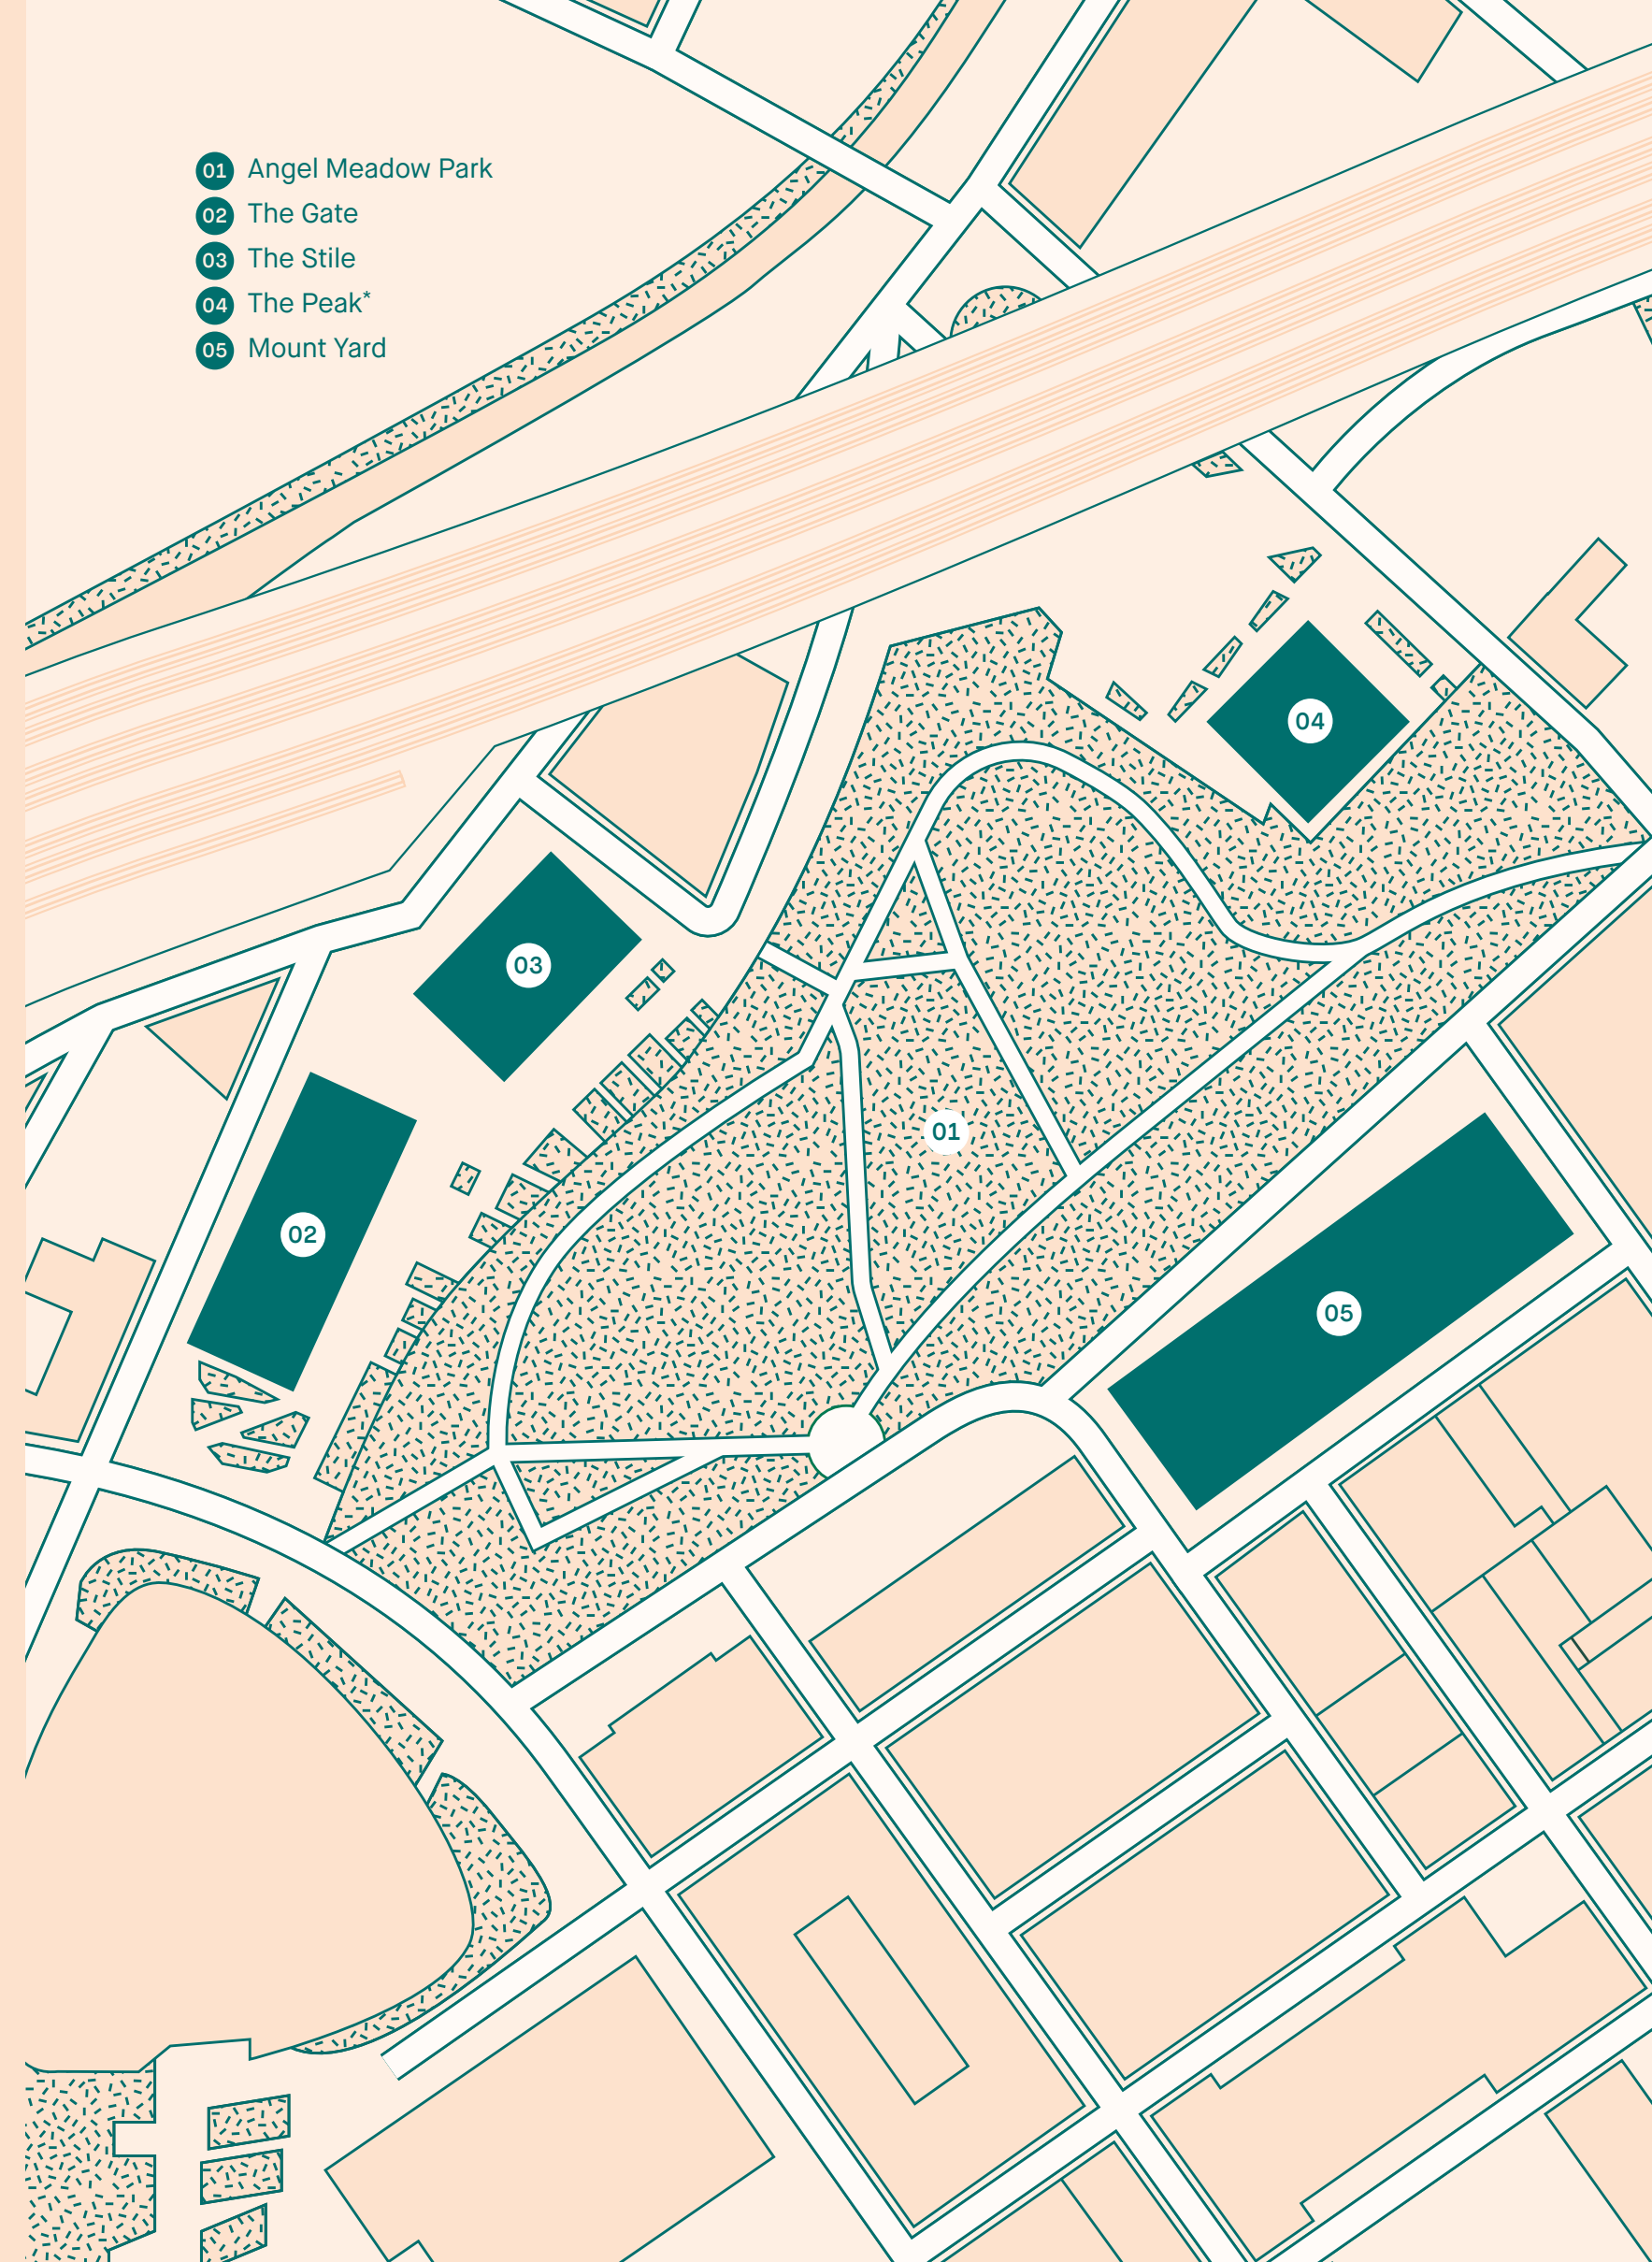 01 Angel Meadow Park
02 The Gate
03 The Stile
04 The Peak*
05 Mount Yard
04
03
01
02
05